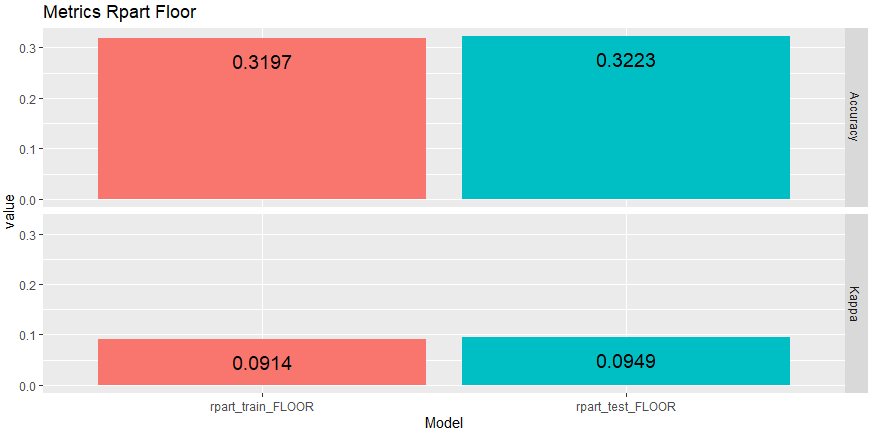 Metrics Rpart Floor
0.3
0.2
0.1
0.0
0.3197
0.3223
Accuracy
value
0.3
0.2
0.1
0.0
0.0914
0.0949
Kappa
rpart_train_FLOOR
rpart_test_FLOOR
Model